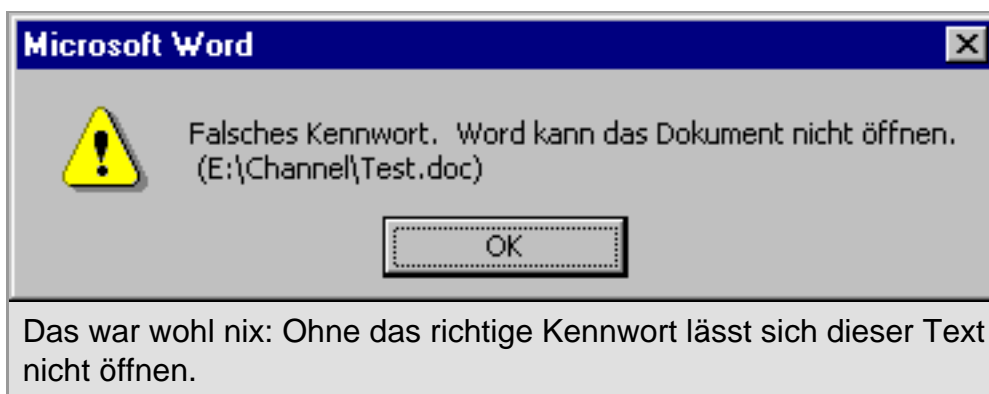 Microsoft Word
Falsches Kennwort.  Word kann das Dokument nicht öffnen.
(E:\Channel\Test.doc)
OK
Das war wohl nix: Ohne das richtige Kennwort lässt sich dieser Text
nicht öffnen.